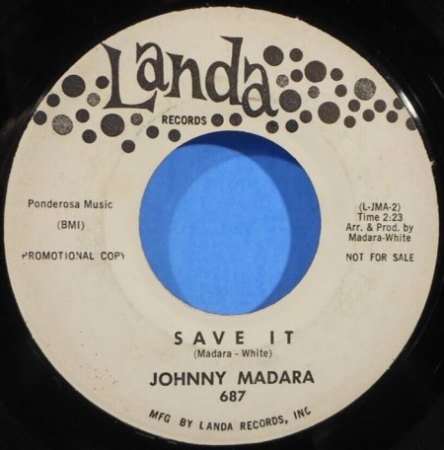 Landa
RECORDS
Ponderosa Music
(BMI)
PROMOTIONAL COPY
(L-JMA-2)
Time 2:23
Arr. & Prod. by
Madara-White
NOT FOR SALE
SAVE IT
(Madara - White)
JOHNNY MADARA
687
MFG BY LANDA RECORDS, INC